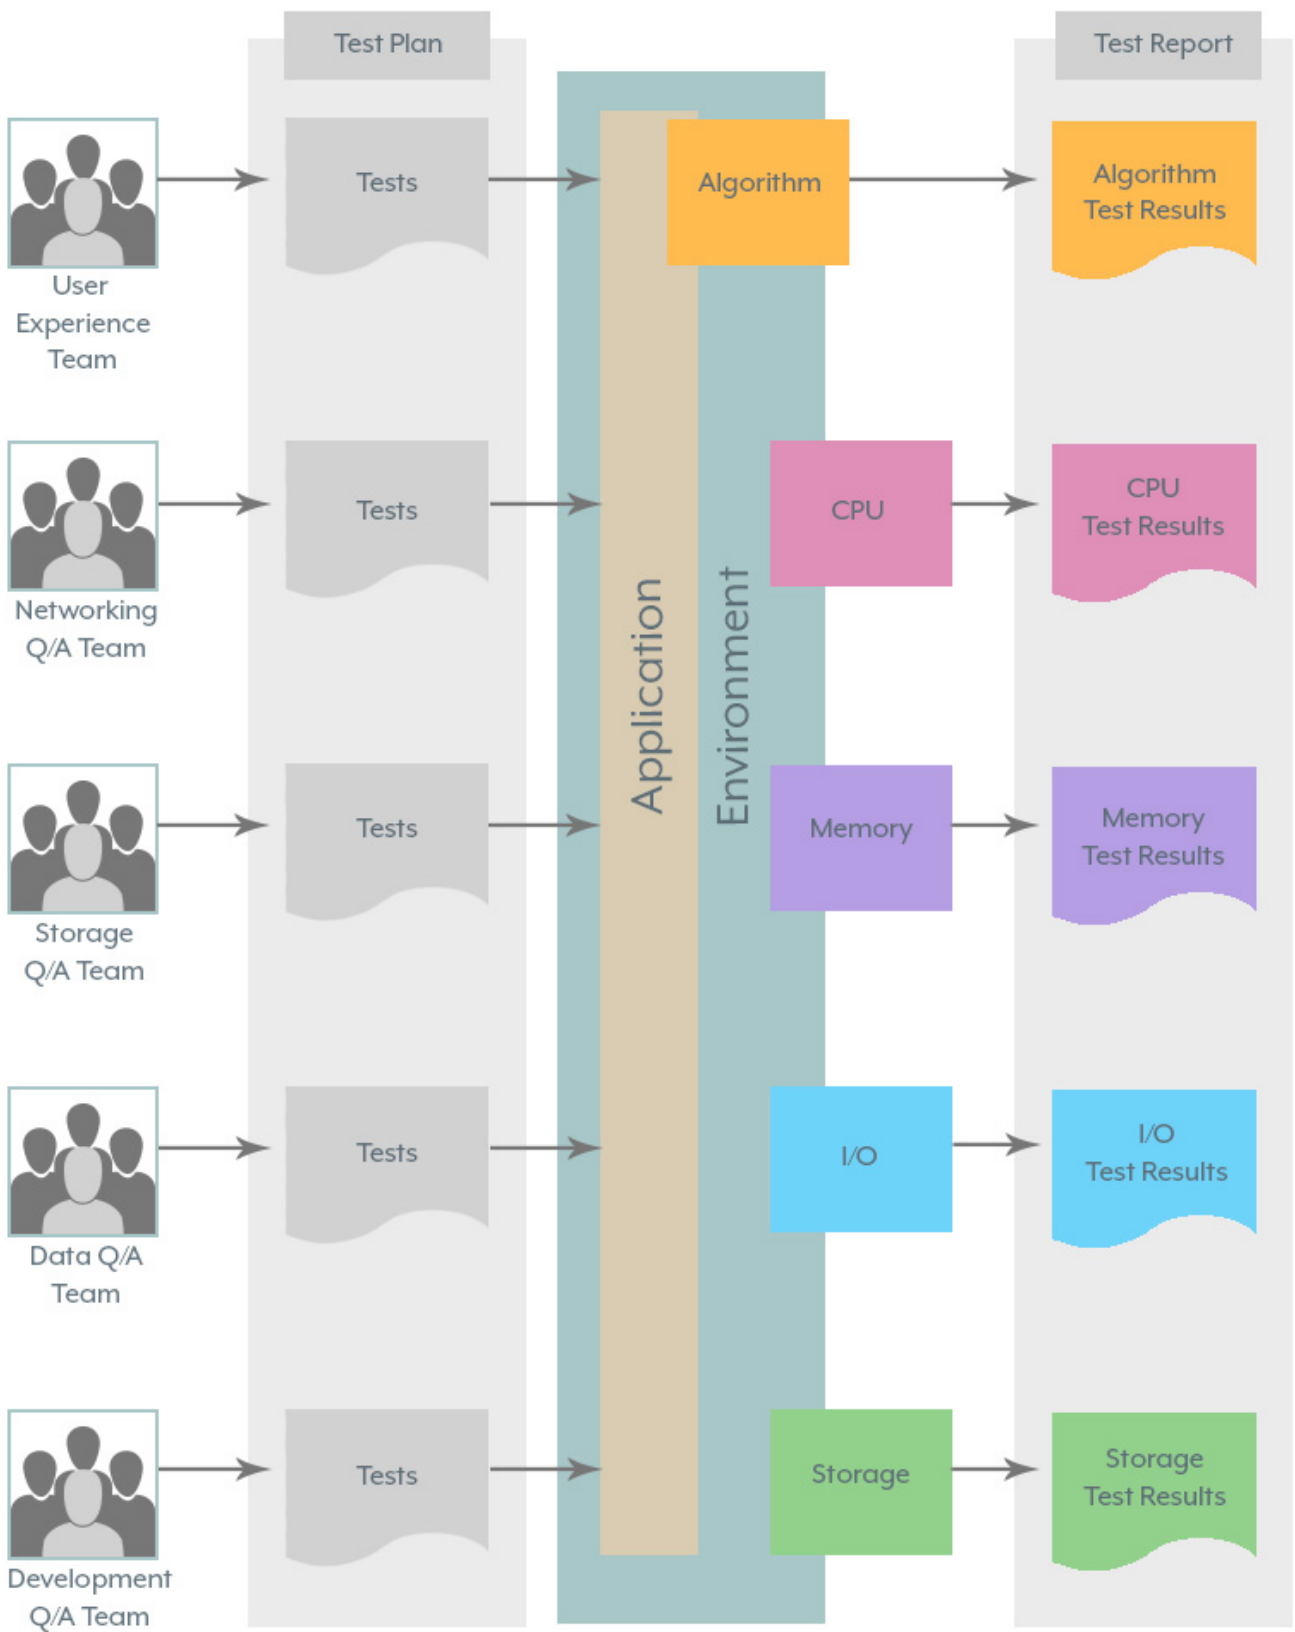 Test Plan
Test Report
Tests
Algorithm
Algorithm
Test Results
User
Experience
Team
Tests
CPU
CPU
Test Results
Networking
Q/A Team
Application
Environment
Tests
Memory
Memory
Test Results
Storage
Q/A Team
Tests
I/O
I/O
Test Results
Data Q/A
Team
Tests
Storage
Storage
Test Results
Development
Q/A Team